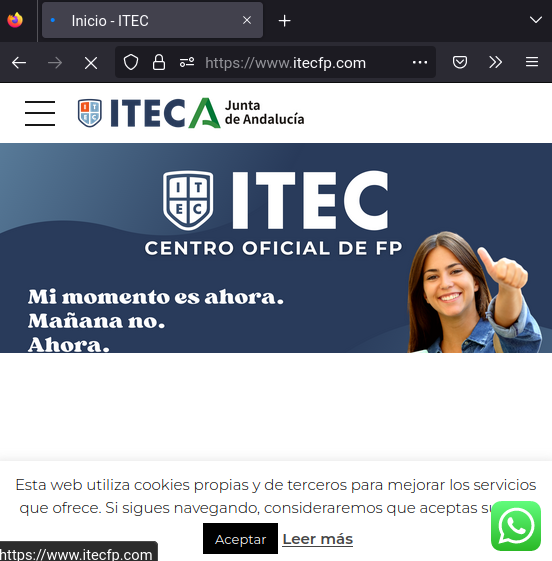 Inicio - ITEC
https://www.itecfp.com
ITEC
ITEC
Junta
de Andalucía
ITEC
ITEC
CENTRO OFICIAL DE FP
Mi momento es ahora.
Mañana no.
Ahora.
Esta web utiliza cookies propias y de terceros para mejorar los servicios
que ofrece. Si sigues navegando, consideraremos que aceptas
Aceptar
Leer más
https://www.itecfp.com